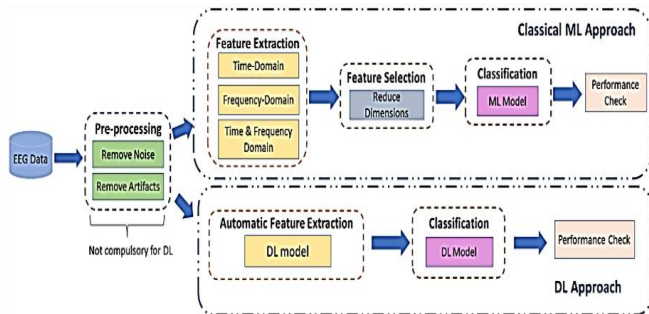 Classical ML Approach
Feature Extraction
Time-Domain
Frequency-Domain
Time & Frequency
Domain
Feature Selection
Reduce
Dimensions
Classification
ML Model
Performance
Check
EEG Data
Pre-processing
Remove Noise
Remove Artifacts
Not compulsory for DL
Automatic Feature Extraction
DL model
Classification
DL Model
Performance Check
DL Approach